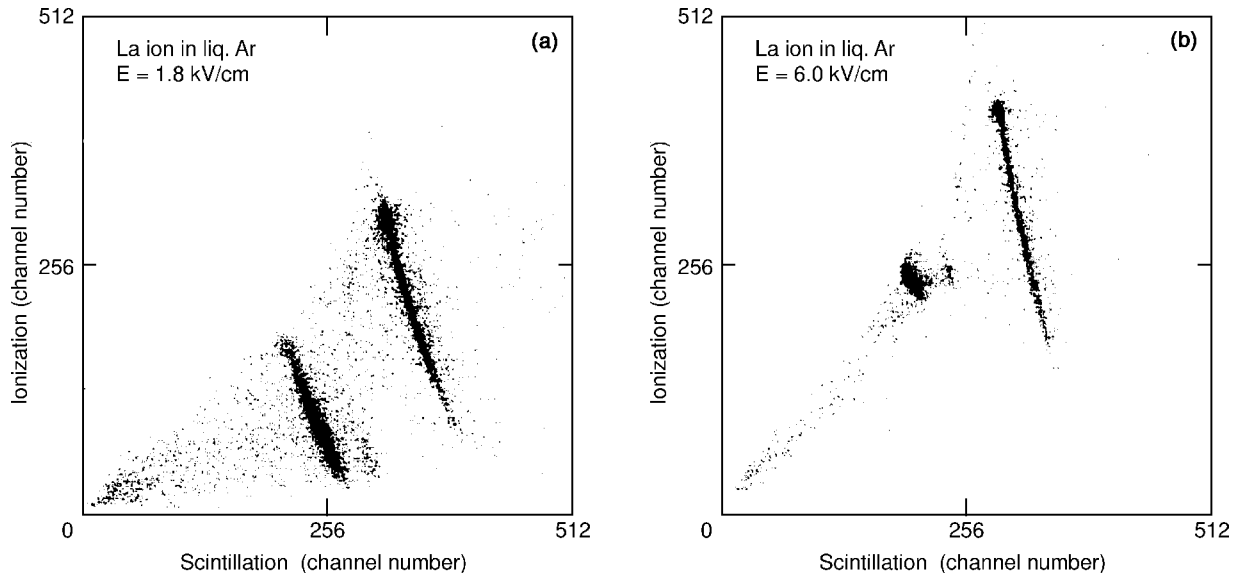 512
La ion in liq. Ar
E = 1.8 kV/cm
(a)
Ionization (channel number)
256
0
256
512
Scintillation (channel number)
512
La ion in liq. Ar
E = 6.0 kV/cm
(b)
Ionization (channel number)
256
0
256
512
Scintillation (channel number)